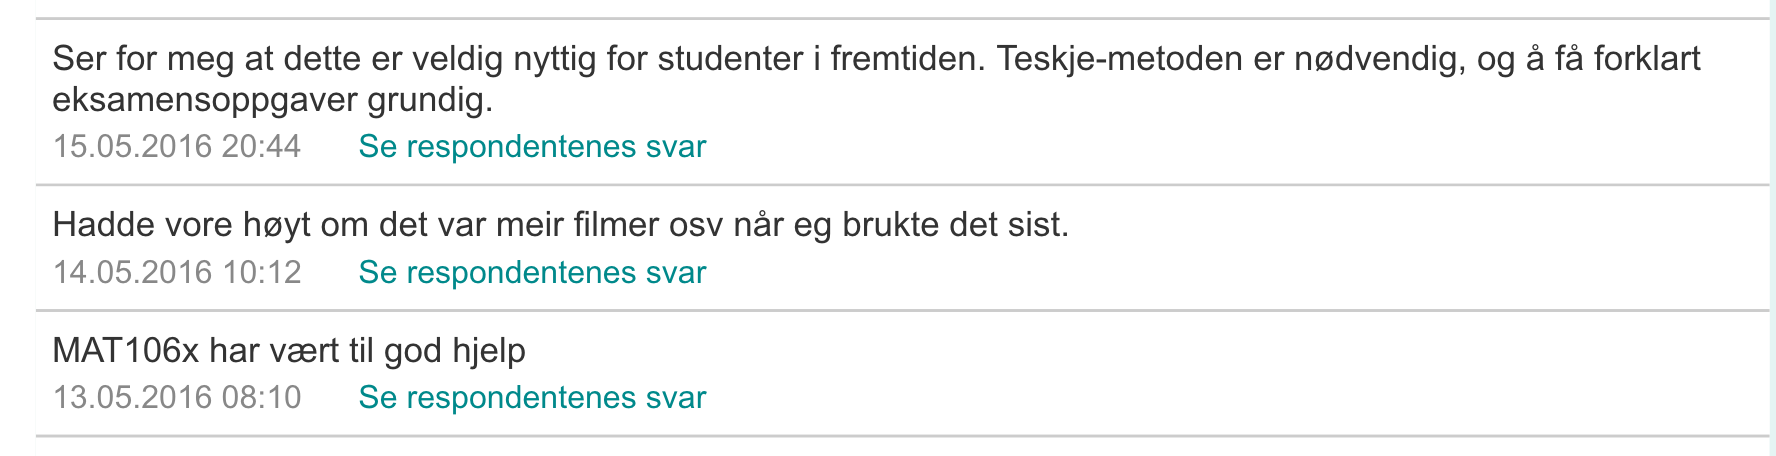 Ser for meg at dette er veldig nyttig for studenter i fremtiden. Teskje-metoden er nødvendig, og å få forklart
eksamensoppgaver grundig.
15.05.2016 20:44 Se respondentenes svar
Hadde vore høyt om det var meir filmer osv når eg brukte det sist.
14.05.2016 10:12 Se respondentenes svar
MAT106x har vært til god hjelp
13.05.2016 08:10 Se respondentenes svar